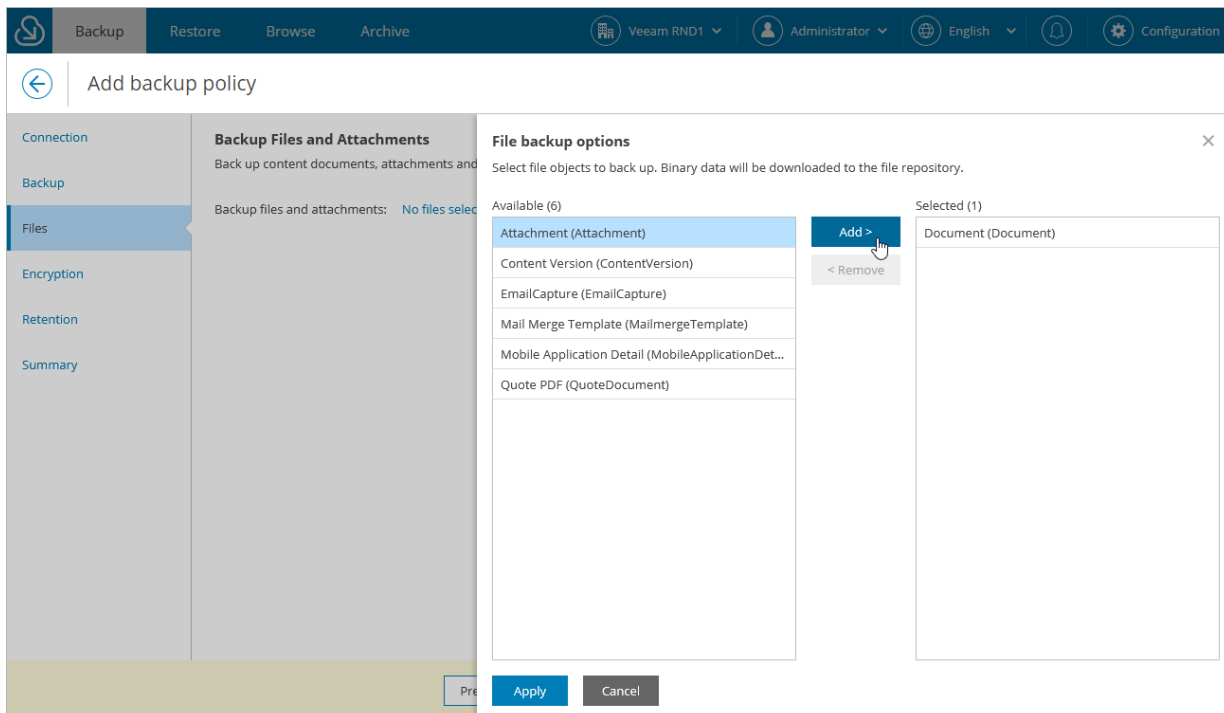 Backup Restore Browse Archive Veeam RND1 Administrator English Configuration
Add backup policy
Connection
Backup
Files
Encryption
Retention
Summary
Backup Files and Attachments
Back up content documents, attachments and
Backup files and attachments: No files selec
Pre
File backup options
Select file objects to back up. Binary data will be downloaded to the file repository.
Available (6)
Attachment (Attachment)
Content Version (ContentVersion)
EmailCapture (EmailCapture)
Mail Merge Template (MailmergeTemplate)
Mobile Application Detail (MobileApplicationDet...
Quote PDF (QuoteDocument)
Add >
< Remove
Selected (1)
Document (Document)
Apply Cancel